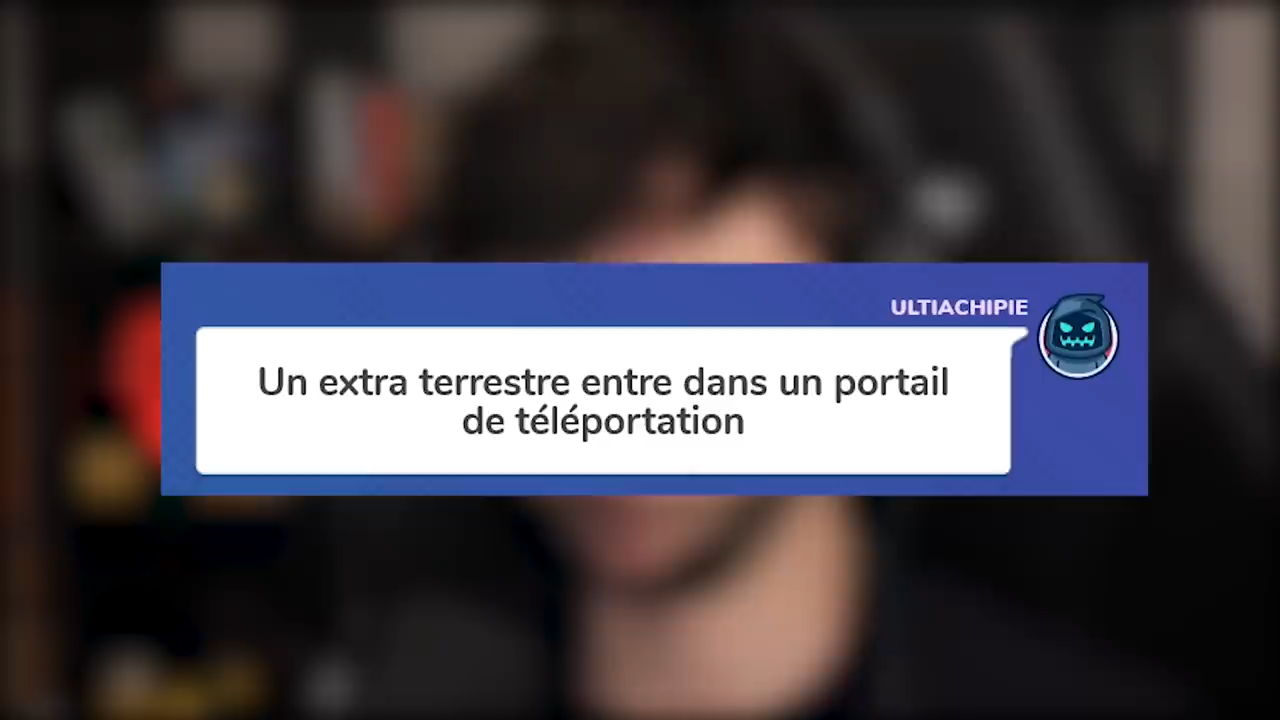 ULTIACHIPIE
Un extra terrestre entre dans un portail
de téléportation